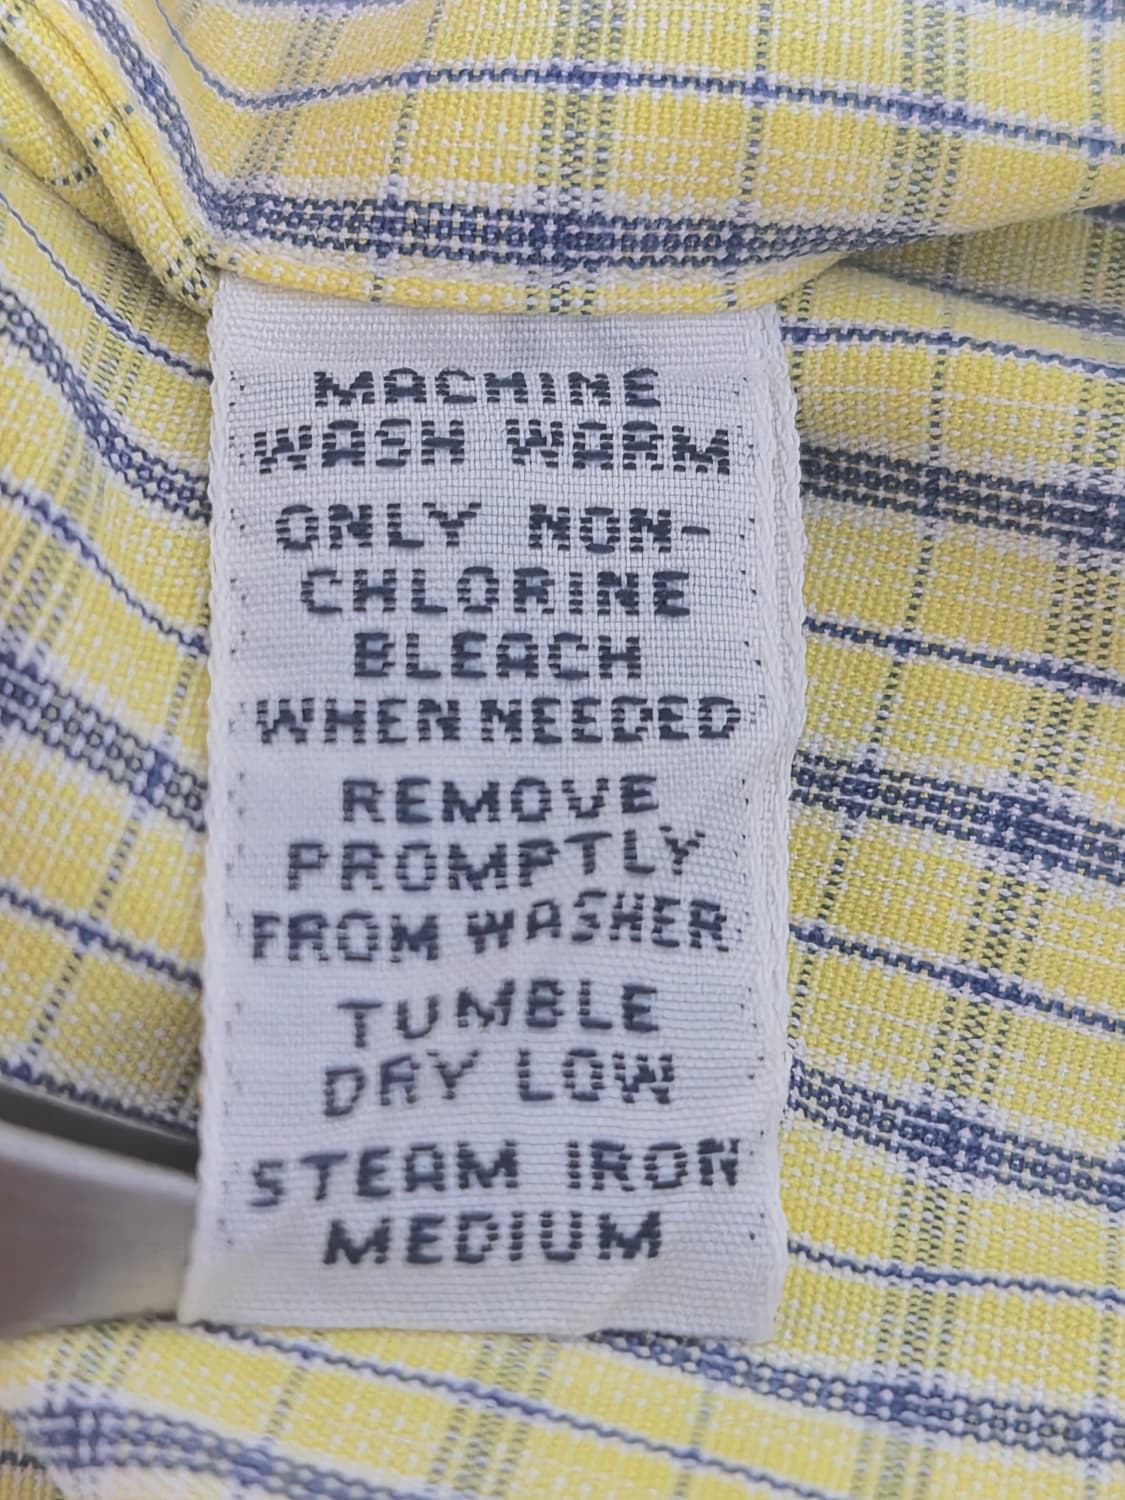 MACHINE
WASH WARM
ONLY NON-
CHLORINE
BLEACH
WHEN NEEDED
REMOVE
PROMPTLY
FROM WASHER
TUMBLE
DRY LOW
STEAM IRON
MEDIUM